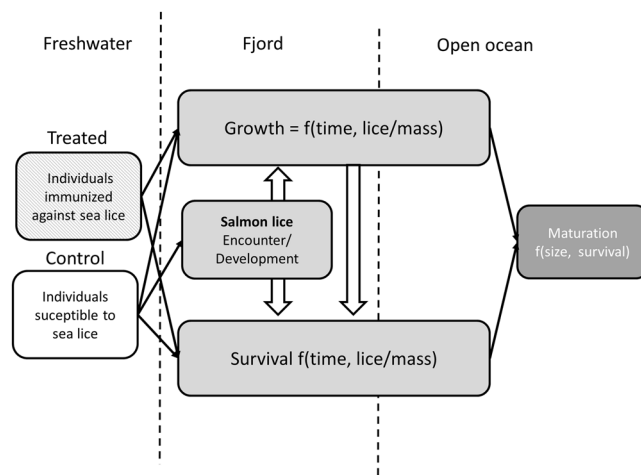 Freshwater
Fjord
Open ocean
Growth = f(time, lice/mass)
Treated
Individuals
immunized
against sea lice
Salmon lice
Encounter/
Development
Maturation
f(size, survival)
Control
Individuals
suceptible to
sea lice
Survival f(time, lice/mass)